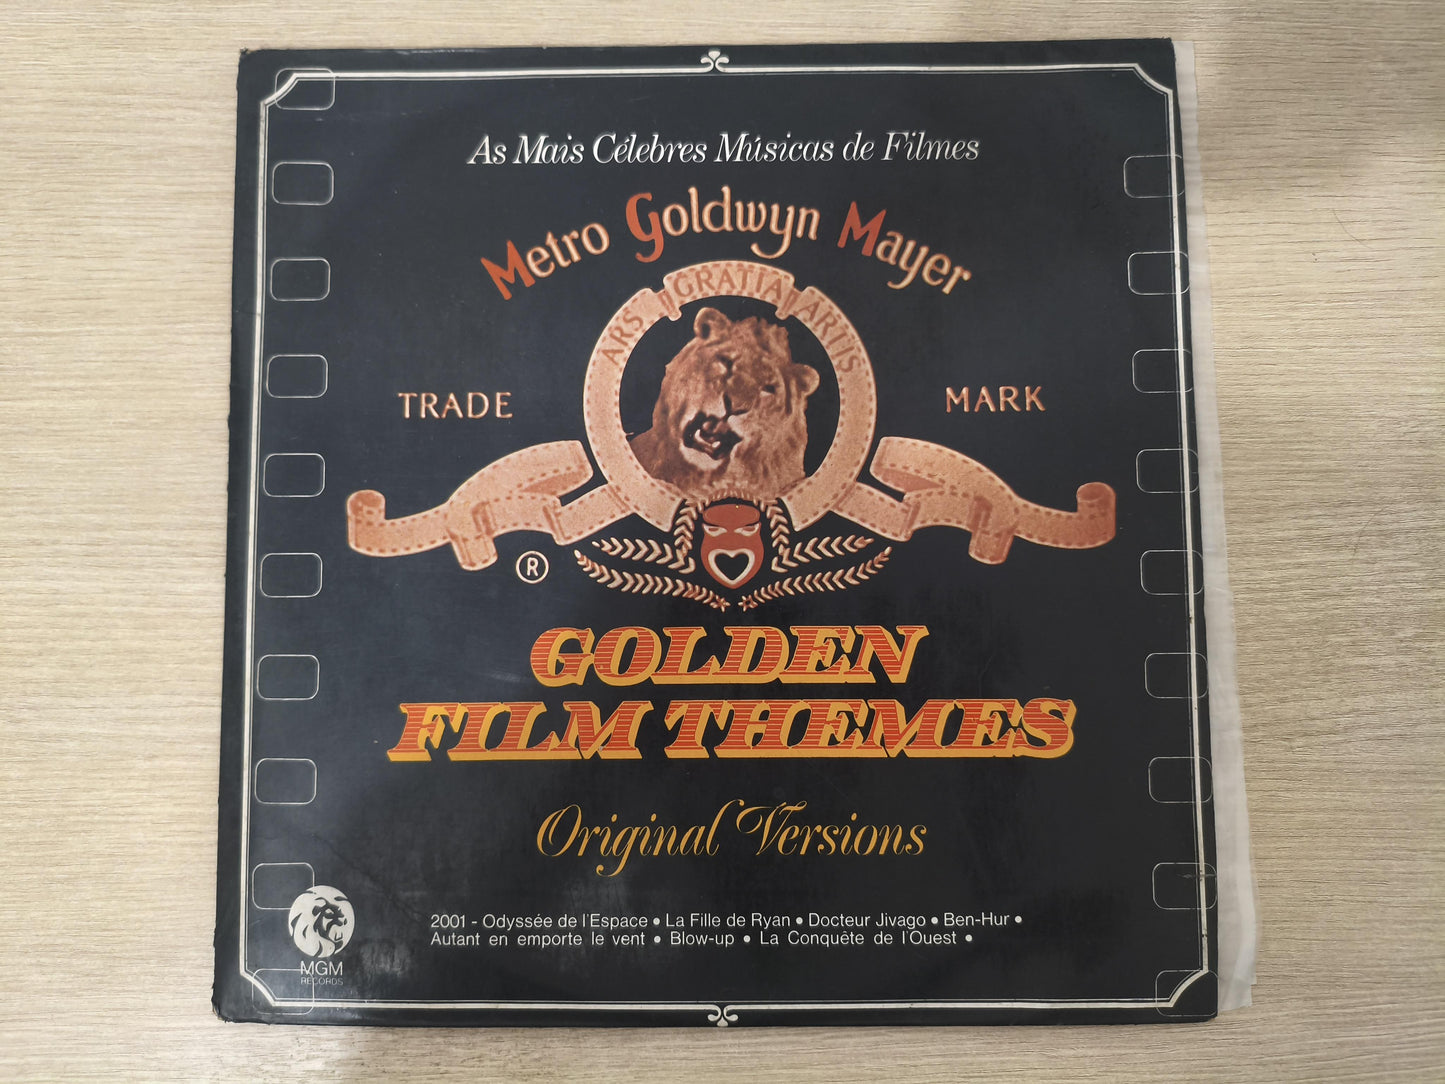 As Mais Célebres Músicas de Filmes
Metro Goldwyn Mayer
ARS GRATIA ARTIS
TRADE MARK
®
GOLDEN
FILM THEMES
Original Versions
2001 - Odyssée de l'Espace • La Fille de Ryan • Docteur Jivago • Ben-Hur •
Autant en emporte le vent • Blow-up • La Conquête de l'Ouest •
MGM
RECORDS